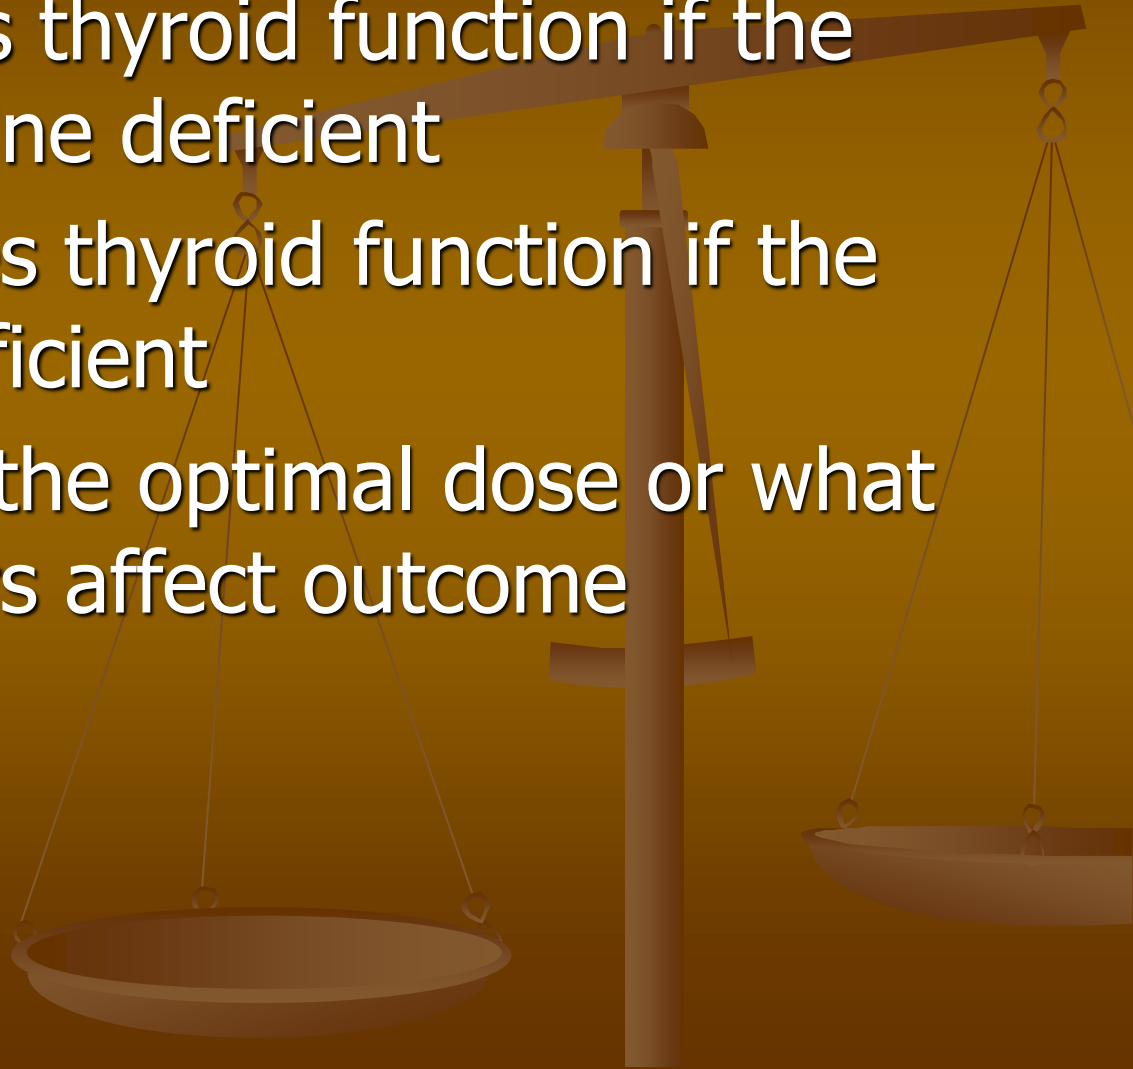 s thyroid function if the
ne deficient
s thyroid function if the
ficient
the optimal dose or what
s affect outcome